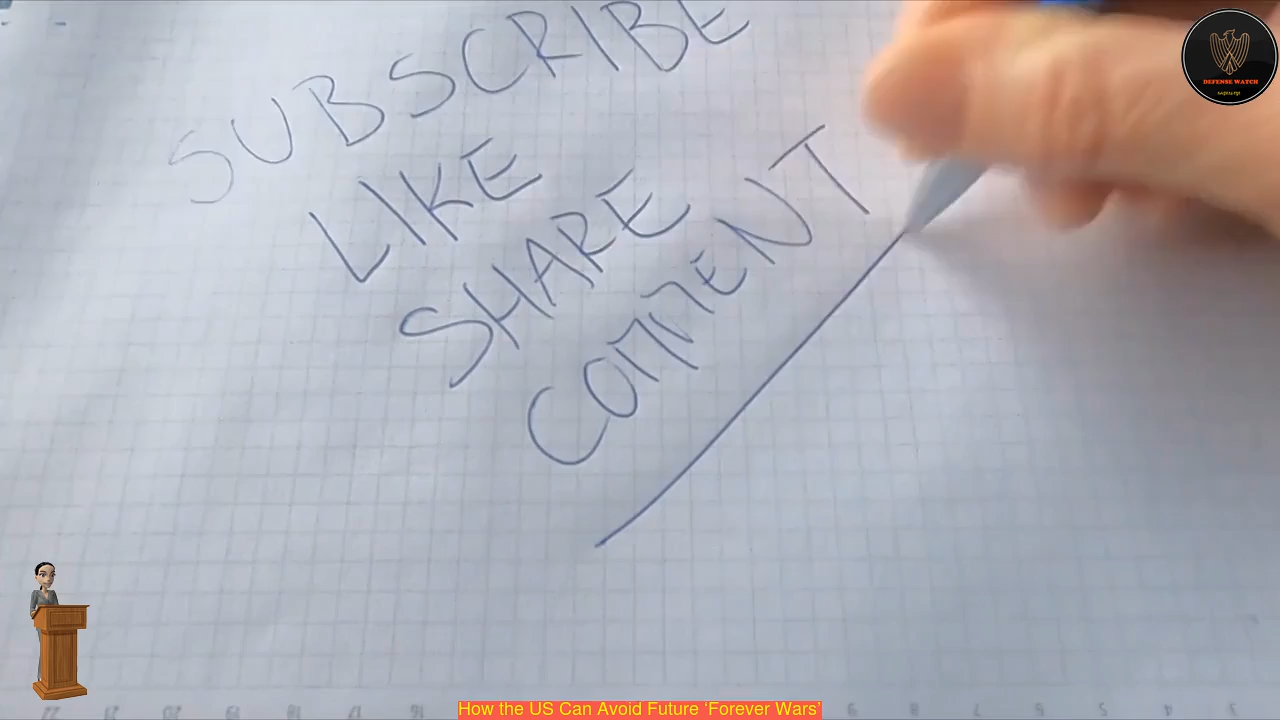 SUBSCRIBE
LIKE
SHARE
COMMENT
DEFENSE WATCH
How the US Can Avoid Future ‘Forever Wars’